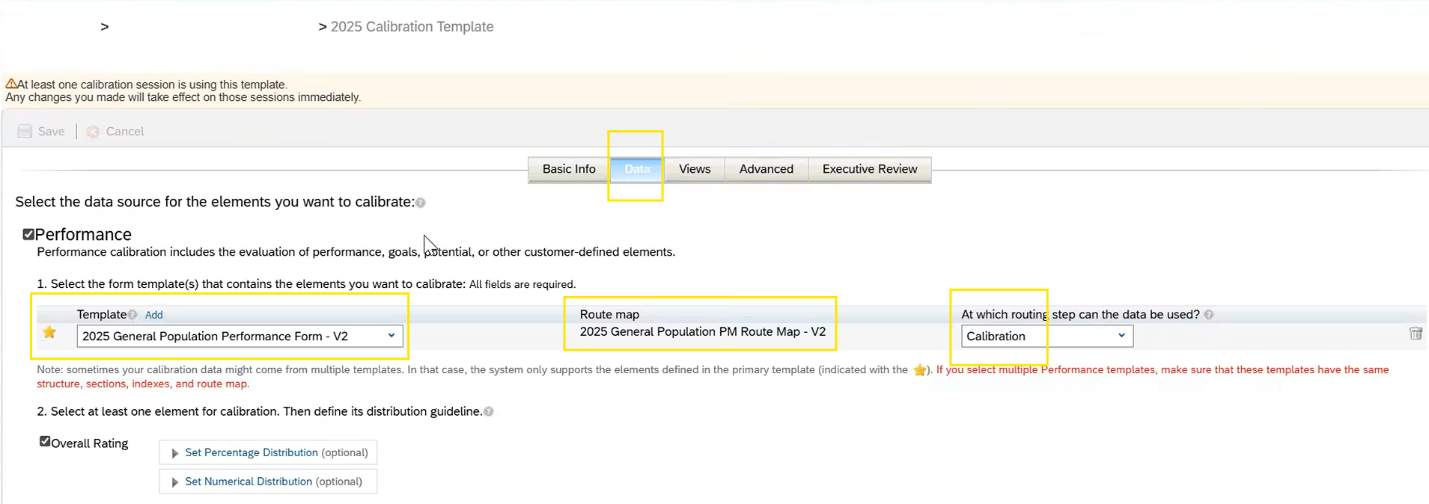 > > 2025 Calibration Template
At least one calibration session is using this template.
Any changes you made will take effect on those sessions immediately.
Save Cancel
Basic Info Data Views Advanced Executive Review
Select the data source for the elements you want to calibrate:
Performance
Performance calibration includes the evaluation of performance, goals, potential, or other customer-defined elements.
1. Select the form template(s) that contains the elements you want to calibrate: All fields are required.
Template Add Route map At which routing step can the data be used?
2025 General Population Performance Form - V2 2025 General Population PM Route Map - V2 Calibration
Note: sometimes your calibration data might come from multiple templates. In that case, the system only supports the elements defined in the primary template (indicated with the ). If you select multiple Performance templates, make sure that these templates have the same
structure, sections, indexes, and route map.
2. Select at least one element for calibration. Then define its distribution guideline.
Overall Rating Set Percentage Distribution (optional)
Set Numerical Distribution (optional)